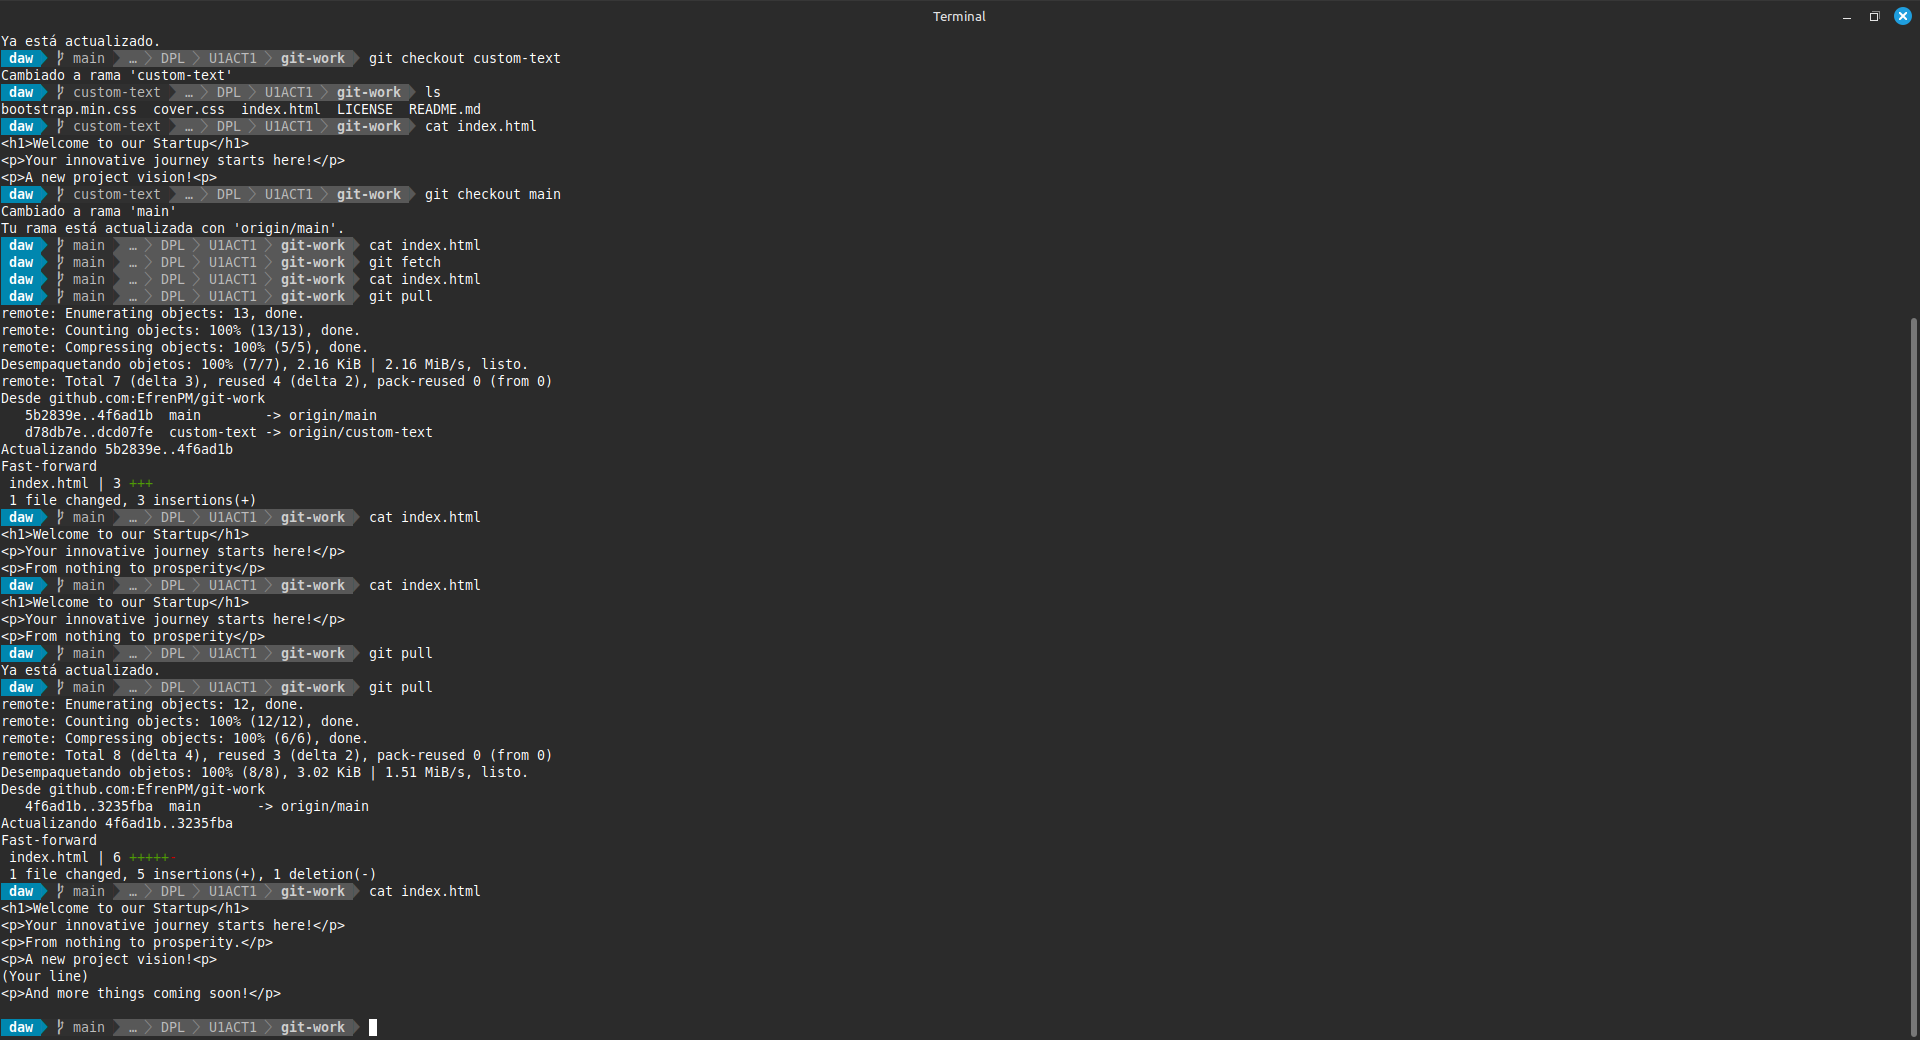 Terminal
Ya está actualizado.
daw main … DPL U1ACT1 git-work git checkout custom-text
Cambiado a rama 'custom-text'
daw custom-text … DPL U1ACT1 git-work ls
bootstrap.min.css  cover.css  index.html  LICENSE  README.md
daw custom-text … DPL U1ACT1 git-work cat index.html
<h1>Welcome to our Startup</h1>
<p>Your innovative journey starts here!</p>
<p>A new project vision!<p>
daw custom-text … DPL U1ACT1 git-work git checkout main
Cambiado a rama 'main'
Tu rama está actualizada con 'origin/main'.
daw main … DPL U1ACT1 git-work cat index.html
daw main … DPL U1ACT1 git-work git fetch
daw main … DPL U1ACT1 git-work cat index.html
daw main … DPL U1ACT1 git-work git pull
remote: Enumerating objects: 13, done.
remote: Counting objects: 100% (13/13), done.
remote: Compressing objects: 100% (5/5), done.
Desempaquetando objetos: 100% (7/7), 2.16 KiB | 2.16 MiB/s, listo.
remote: Total 7 (delta 3), reused 4 (delta 2), pack-reused 0 (from 0)
Desde github.com:EfrenPM/git-work
   5b2839e..4f6ad1b  main        -> origin/main
   d78db7e..dcd07fe  custom-text -> origin/custom-text
Actualizando 5b2839e..4f6ad1b
Fast-forward
 index.html | 3 +++
 1 file changed, 3 insertions(+)
daw main … DPL U1ACT1 git-work cat index.html
<h1>Welcome to our Startup</h1>
<p>Your innovative journey starts here!</p>
<p>From nothing to prosperity</p>
daw main … DPL U1ACT1 git-work cat index.html
<h1>Welcome to our Startup</h1>
<p>Your innovative journey starts here!</p>
<p>From nothing to prosperity</p>
daw main … DPL U1ACT1 git-work git pull
Ya está actualizado.
daw main … DPL U1ACT1 git-work git pull
remote: Enumerating objects: 12, done.
remote: Counting objects: 100% (12/12), done.
remote: Compressing objects: 100% (6/6), done.
remote: Total 8 (delta 4), reused 3 (delta 2), pack-reused 0 (from 0)
Desempaquetando objetos: 100% (8/8), 3.02 KiB | 1.51 MiB/s, listo.
Desde github.com:EfrenPM/git-work
   4f6ad1b..3235fba  main       -> origin/main
Actualizando 4f6ad1b..3235fba
Fast-forward
 index.html | 6 +++++-
 1 file changed, 5 insertions(+), 1 deletion(-)
daw main … DPL U1ACT1 git-work cat index.html
<h1>Welcome to our Startup</h1>
<p>Your innovative journey starts here!</p>
<p>From nothing to prosperity.</p>
<p>A new project vision!<p>
(Your line)
<p>And more things coming soon!</p>
daw main … DPL U1ACT1 git-work